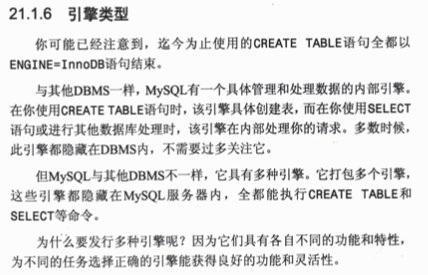 21.1.6 引擎类型
你可能已经注意到，迄今为止使用的CREATE TABLE语句全都以
ENGINE=InnoDB语句结束。
与其他DBMS一样，MySQL有一个具体管理和处理数据的内部引擎。
在你使用CREATE TABLE语句时，该引擎具体创建表，而在你使用SELECT
语句或进行其他数据库处理时，该引擎在内部处理你的请求。多数时候，
此引擎都隐藏在DBMS内，不需要过多关注它。
但MySQL与其他DBMS不一样，它具有多种引擎。它打包多个引擎，
这些引擎都隐藏在MySQL服务器内，全都能执行CREATE TABLE和
SELECT等命令。
为什么要发行多种引擎呢？因为它们具有各自不同的功能和特性，
为不同的任务选择正确的引擎能获得良好的功能和灵活性。